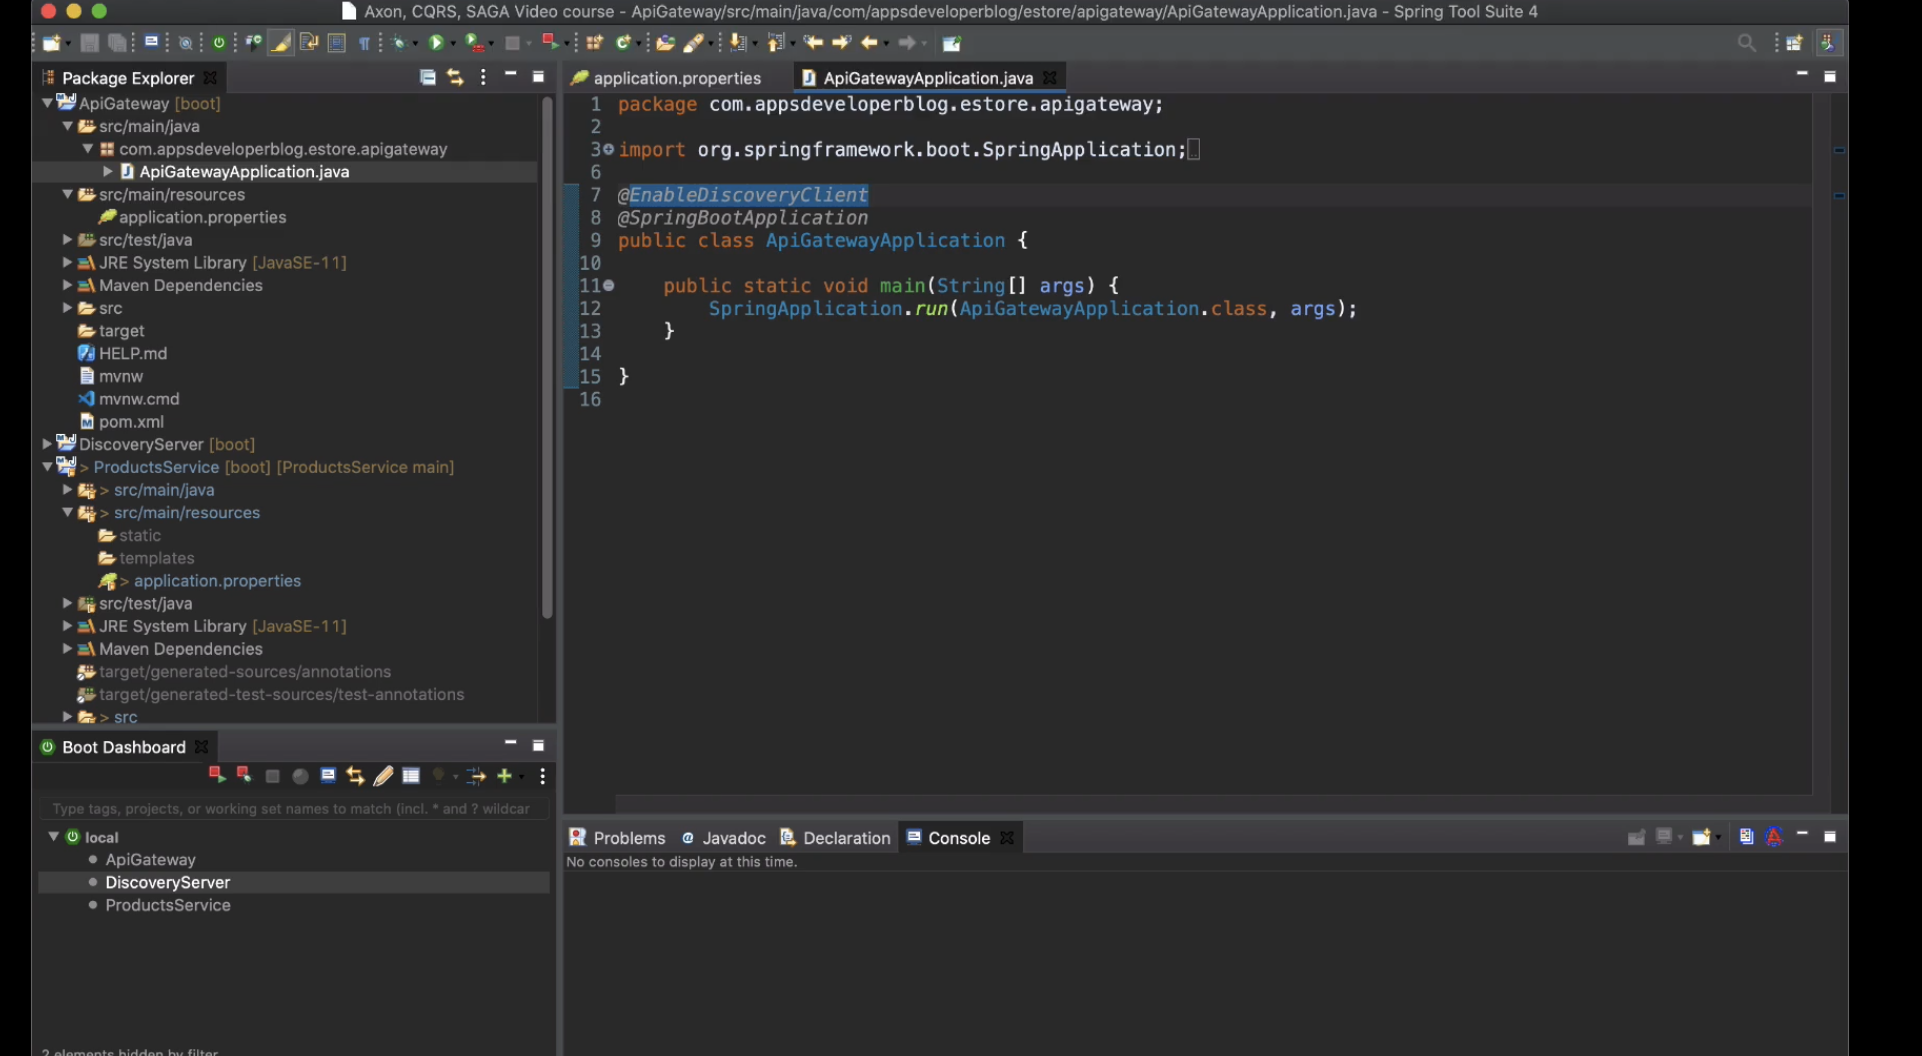 Axon, CQRS, SAGA Video course - ApiGateway/src/main/java/com/appsdeveloperblog/estore/apigateway/ApiGatewayApplication.java - Spring Tool Suite 4
Package Explorer
ApiGateway [boot]
src/main/java
com.appsdeveloperblog.estore.apigateway
ApiGatewayApplication.java
src/main/resources
application.properties
src/test/java
JRE System Library [JavaSE-11]
Maven Dependencies
src
target
HELP.md
mvnw
mvnw.cmd
pom.xml
DiscoveryServer [boot]
> ProductsService [boot] [ProductsService main]
> src/main/java
> src/main/resources
static
templates
> application.properties
src/test/java
JRE System Library [JavaSE-11]
Maven Dependencies
target/generated-sources/annotations
target/generated-test-sources/test-annotations
> src
application.properties
ApiGatewayApplication.java
1 package com.appsdeveloperblog.estore.apigateway;
2
3 import org.springframework.boot.SpringApplication;
6
7 @EnableDiscoveryClient
8 @SpringBootApplication
9 public class ApiGatewayApplication {
10
11 public static void main(String[] args) {
12 SpringApplication.run(ApiGatewayApplication.class, args);
13 }
14
15 }
16
Boot Dashboard
Type tags, projects, or working set names to match (incl. * and ? wildcar
local
ApiGateway
DiscoveryServer
ProductsService
2 elements hidden by filter
Problems
Javadoc
Declaration
Console
No consoles to display at this time.